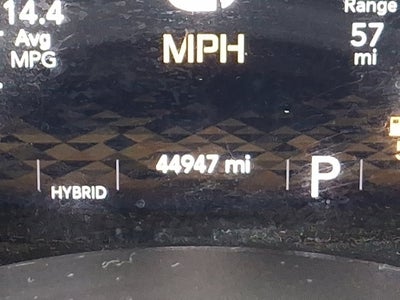 14.4
Avg
MPG
MPH
Range
57
mi
44947 mi
HYBRID
P